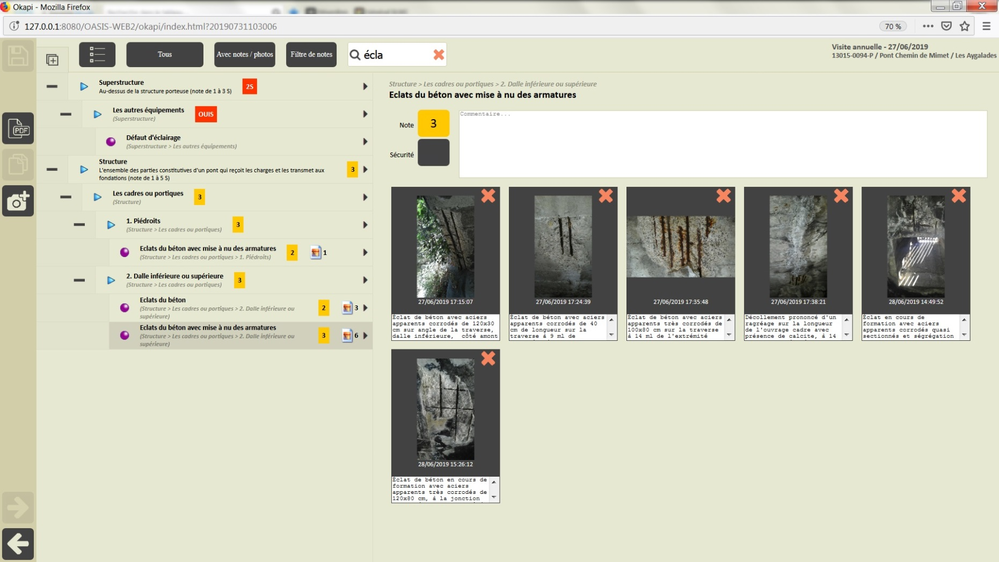 Okapi - Mozilla Firefox
127.0.0.1:8080/OASIS-WEB2/okapi/index.html?20190731103006
70 %
Tous
Avec notes / photos
Filtre de notes
écla
Visite annuelle - 27/06/2019
13015-0094-P / Pont Chemin de Mimet / Les Aygalades
Superstructure
Au-dessus de la structure porteuse (note de 1 à 3 S)
2S
Les autres équipements
(Superstructure)
OUIS
Défaut d'éclairage
(Superstructure > Les autres équipements)
Structure
L'ensemble des parties constitutives d'un pont qui reçoit les charges et les transmet aux
fondations (note de 1 à 5 S)
3
Les cadres ou portiques
(Structure)
3
1. Piédroits
(Structure > Les cadres ou portiques)
3
Eclats du béton avec mise à nu des armatures
(Structure > Les cadres ou portiques > 1. Piédroits)
2
1
2. Dalle inférieure ou supérieure
(Structure > Les cadres ou portiques)
3
Eclats du béton
(Structure > Les cadres ou portiques > 2. Dalle inférieure ou
supérieure)
2
3
Eclats du béton avec mise à nu des armatures
(Structure > Les cadres ou portiques > 2. Dalle inférieure ou
supérieure)
3
6
PDF
Structure > Les cadres ou portiques > 2. Dalle inférieure ou supérieure
Eclats du béton avec mise à nu des armatures
Note
3
Sécurité
Commentaire...
27/06/2019 17:15:07
Éclat de béton avec aciers
apparents corrodés de 120x30
cm sur angle de la traverse,
dalle inférieure, côté amont
27/06/2019 17:24:39
Éclat de béton avec aciers
apparents corrodés de 40
cm de longueur sur la
traverse à 9 ml de
27/06/2019 17:35:48
Éclat de béton avec aciers
apparents très corrodés de
100x80 cm sur la traverse
à 14 ml de l'extrémité
27/06/2019 17:38:21
Décollement prononcé d'un
ragréage sur la longueur
de l'ouvrage cadre avec
présence de calcite, à 14
28/06/2019 14:49:52
Éclat en cours de
formation avec aciers
apparents corrodés quasi
sectionnés et ségrégation
28/06/2019 15:26:12
Éclat de béton en cours de
formation avec aciers
apparents très corrodés de
120x80 cm, à la jonction